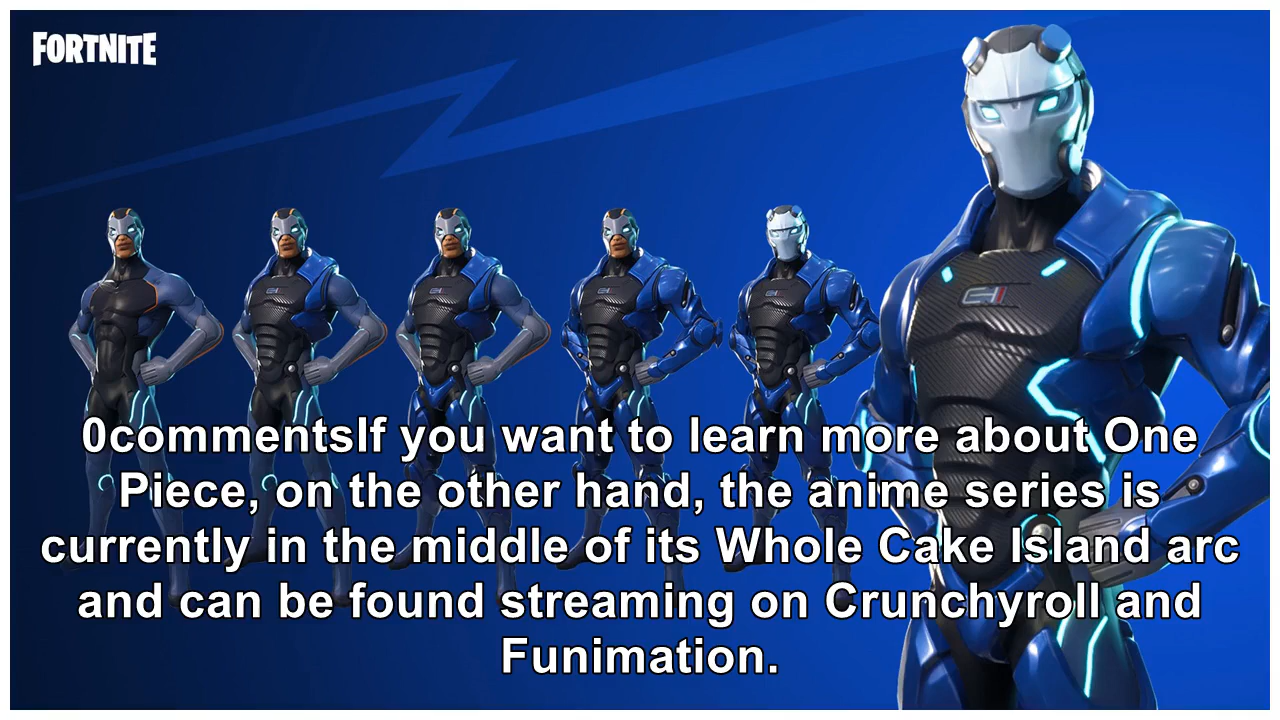 FORTNITE
0commentsIf you want to learn more about One
Piece, on the other hand, the anime series is
currently in the middle of its Whole Cake Island arc
and can be found streaming on Crunchyroll and
Funimation.